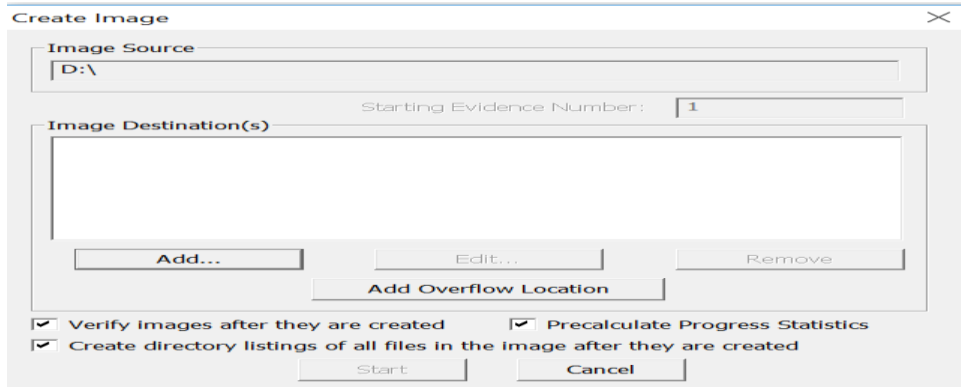 Create Image
Image Source
D:\
Starting Evidence Number: 1
Image Destination(s)
Add... Edit... Remove
Add Overflow Location
Verify images after they are created Precalculate Progress Statistics
Create directory listings of all files in the image after they are created
Start Cancel